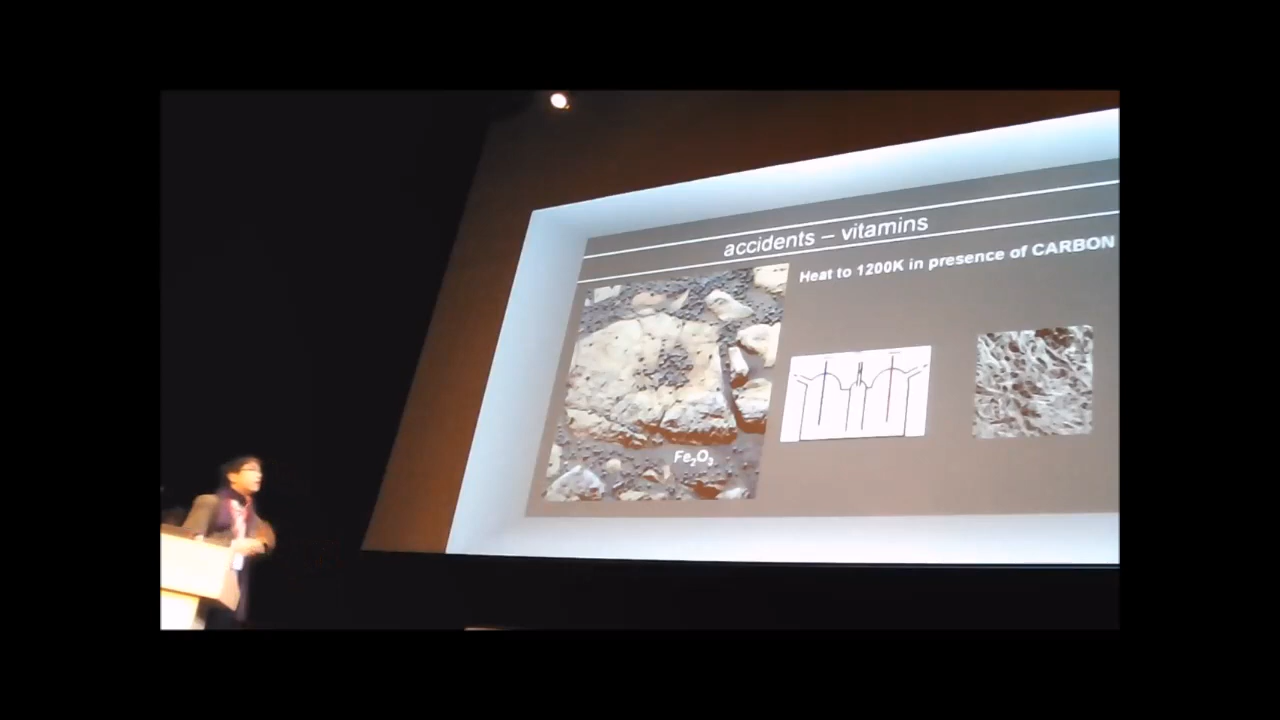 accidents – vitamins
Heat to 1200K in presence of CARBON
Fe₂O₃